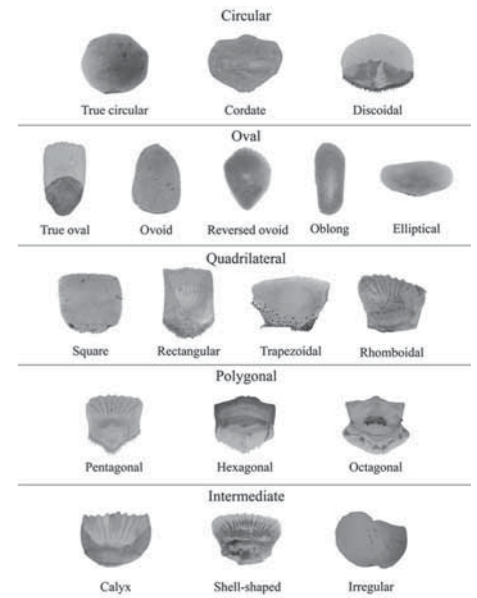 Circular
True circular Cordate Discoidal
Oval
True oval Ovoid Reversed ovoid Oblong Elliptical
Quadrilateral
Square Rectangular Trapezoidal Rhomboidal
Polygonal
Pentagonal Hexagonal Octagonal
Intermediate
Calyx Shell-shaped Irregular